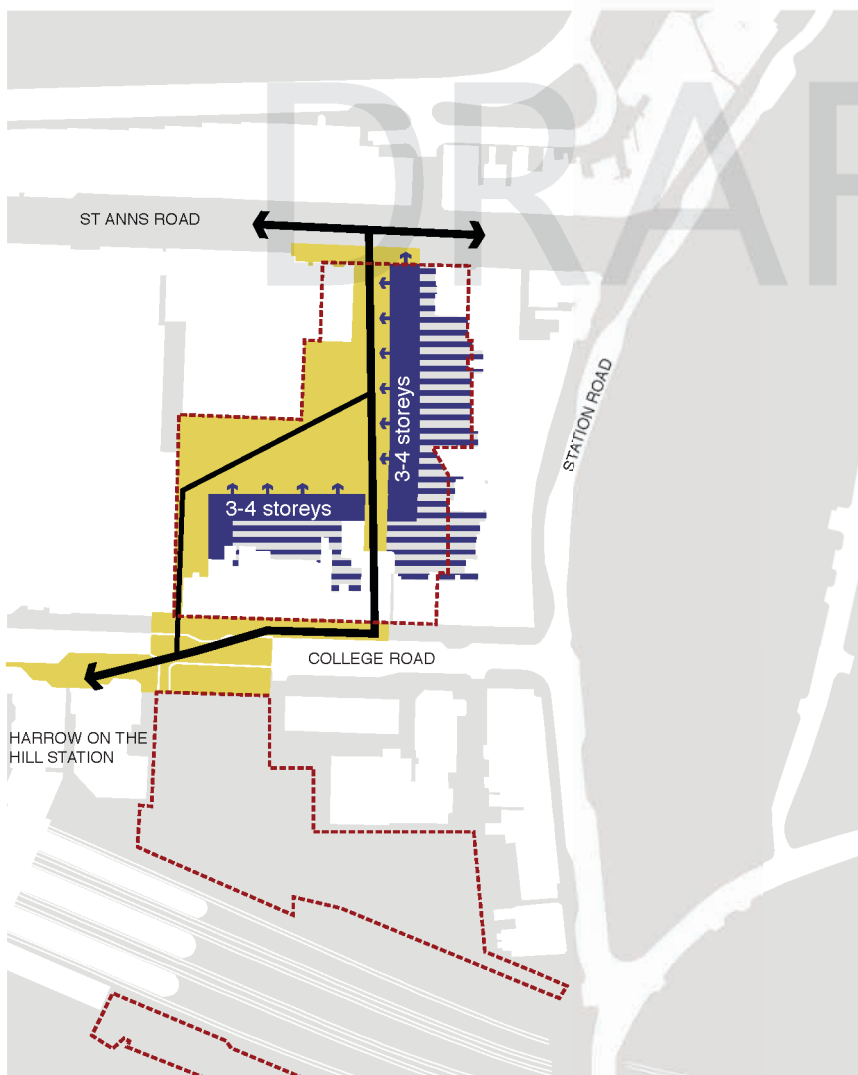 DRAF
ST ANNS ROAD
3-4 storeys
STATION ROAD
3-4 storeys
COLLEGE ROAD
HARROW ON THE
HILL STATION